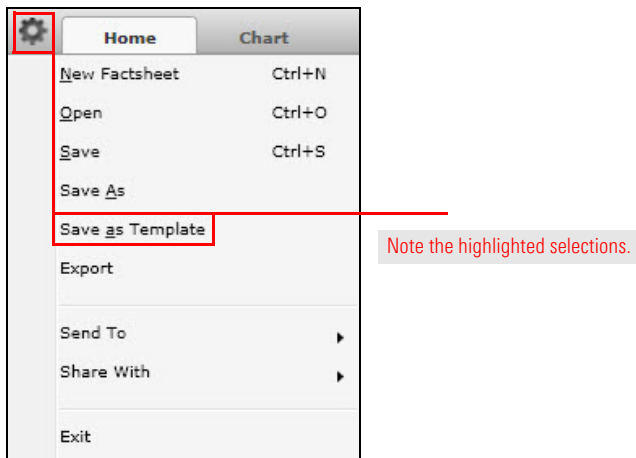 Home Chart
New Factsheet Ctrl+N
Open Ctrl+O
Save Ctrl+S
Save As
Save as Template
Note the highlighted selections.
Export
Send To
Share With
Exit